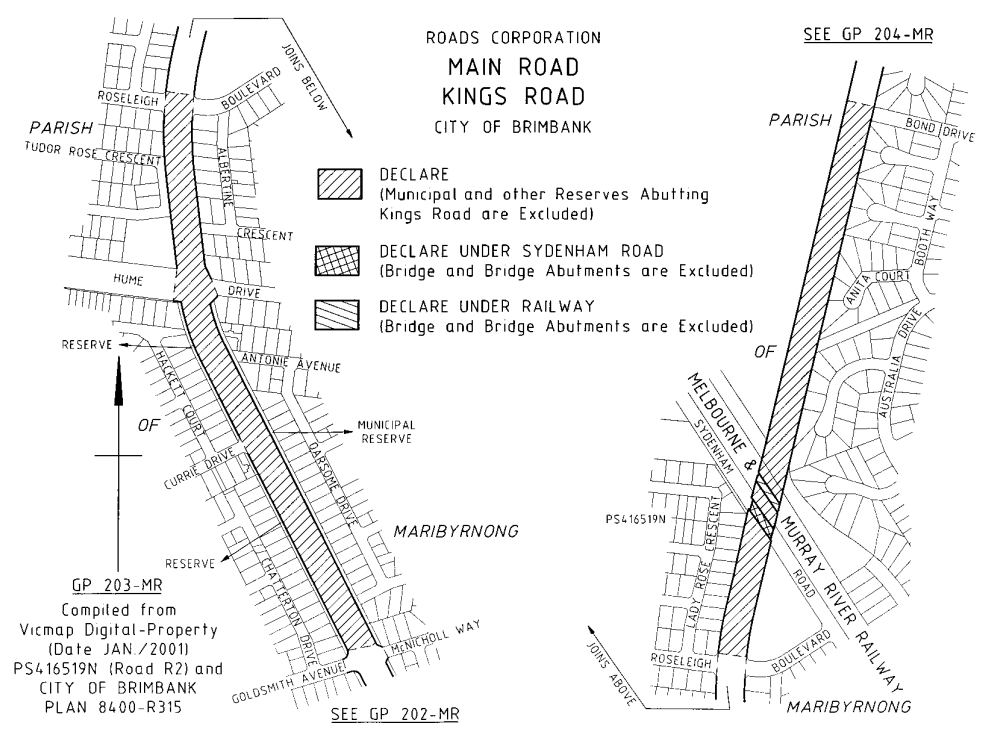 ROADS CORPORATION
MAIN ROAD
KINGS ROAD
CITY OF BRIMBANK
SEE GP 204-MR
JOINS BELOW
ROSELEIGH
BOULEVARD
PARISH
TUDOR ROSE CRESCENT
ALBERTINE
CRESCENT
HUME
DRIVE
RESERVE
ANTONIE AVENUE
HACKETT COURT
OF
MUNICIPAL
RESERVE
CURRIE DRIVE
DARSOME DRIVE
MARIBYRNONG
RESERVE
CHATTERTON DRIVE
GOLDSMITH AVENUE
McNICHOLL WAY
SEE GP 202-MR
GP 203-MR
Compiled from
Vicmap Digital-Property
(Date JAN./2001)
PS416519N (Road R2) and
CITY OF BRIMBANK
PLAN 8400-R315
DECLARE
(Municipal and other Reserves Abutting
Kings Road are Excluded)
DECLARE UNDER SYDENHAM ROAD
(Bridge and Bridge Abutments are Excluded)
DECLARE UNDER RAILWAY
(Bridge and Bridge Abutments are Excluded)
PARISH
BOND DRIVE
BOOTH WAY
ANITA COURT
AUSTRALIA DRIVE
OF
MELBOURNE &
MURRAY RIVER RAILWAY
SYDENHAM
ROAD
PS416519N
LADY ROSE CRESCENT
ROSELEIGH
BOULEVARD
JOINS ABOVE
MARIBYRNONG